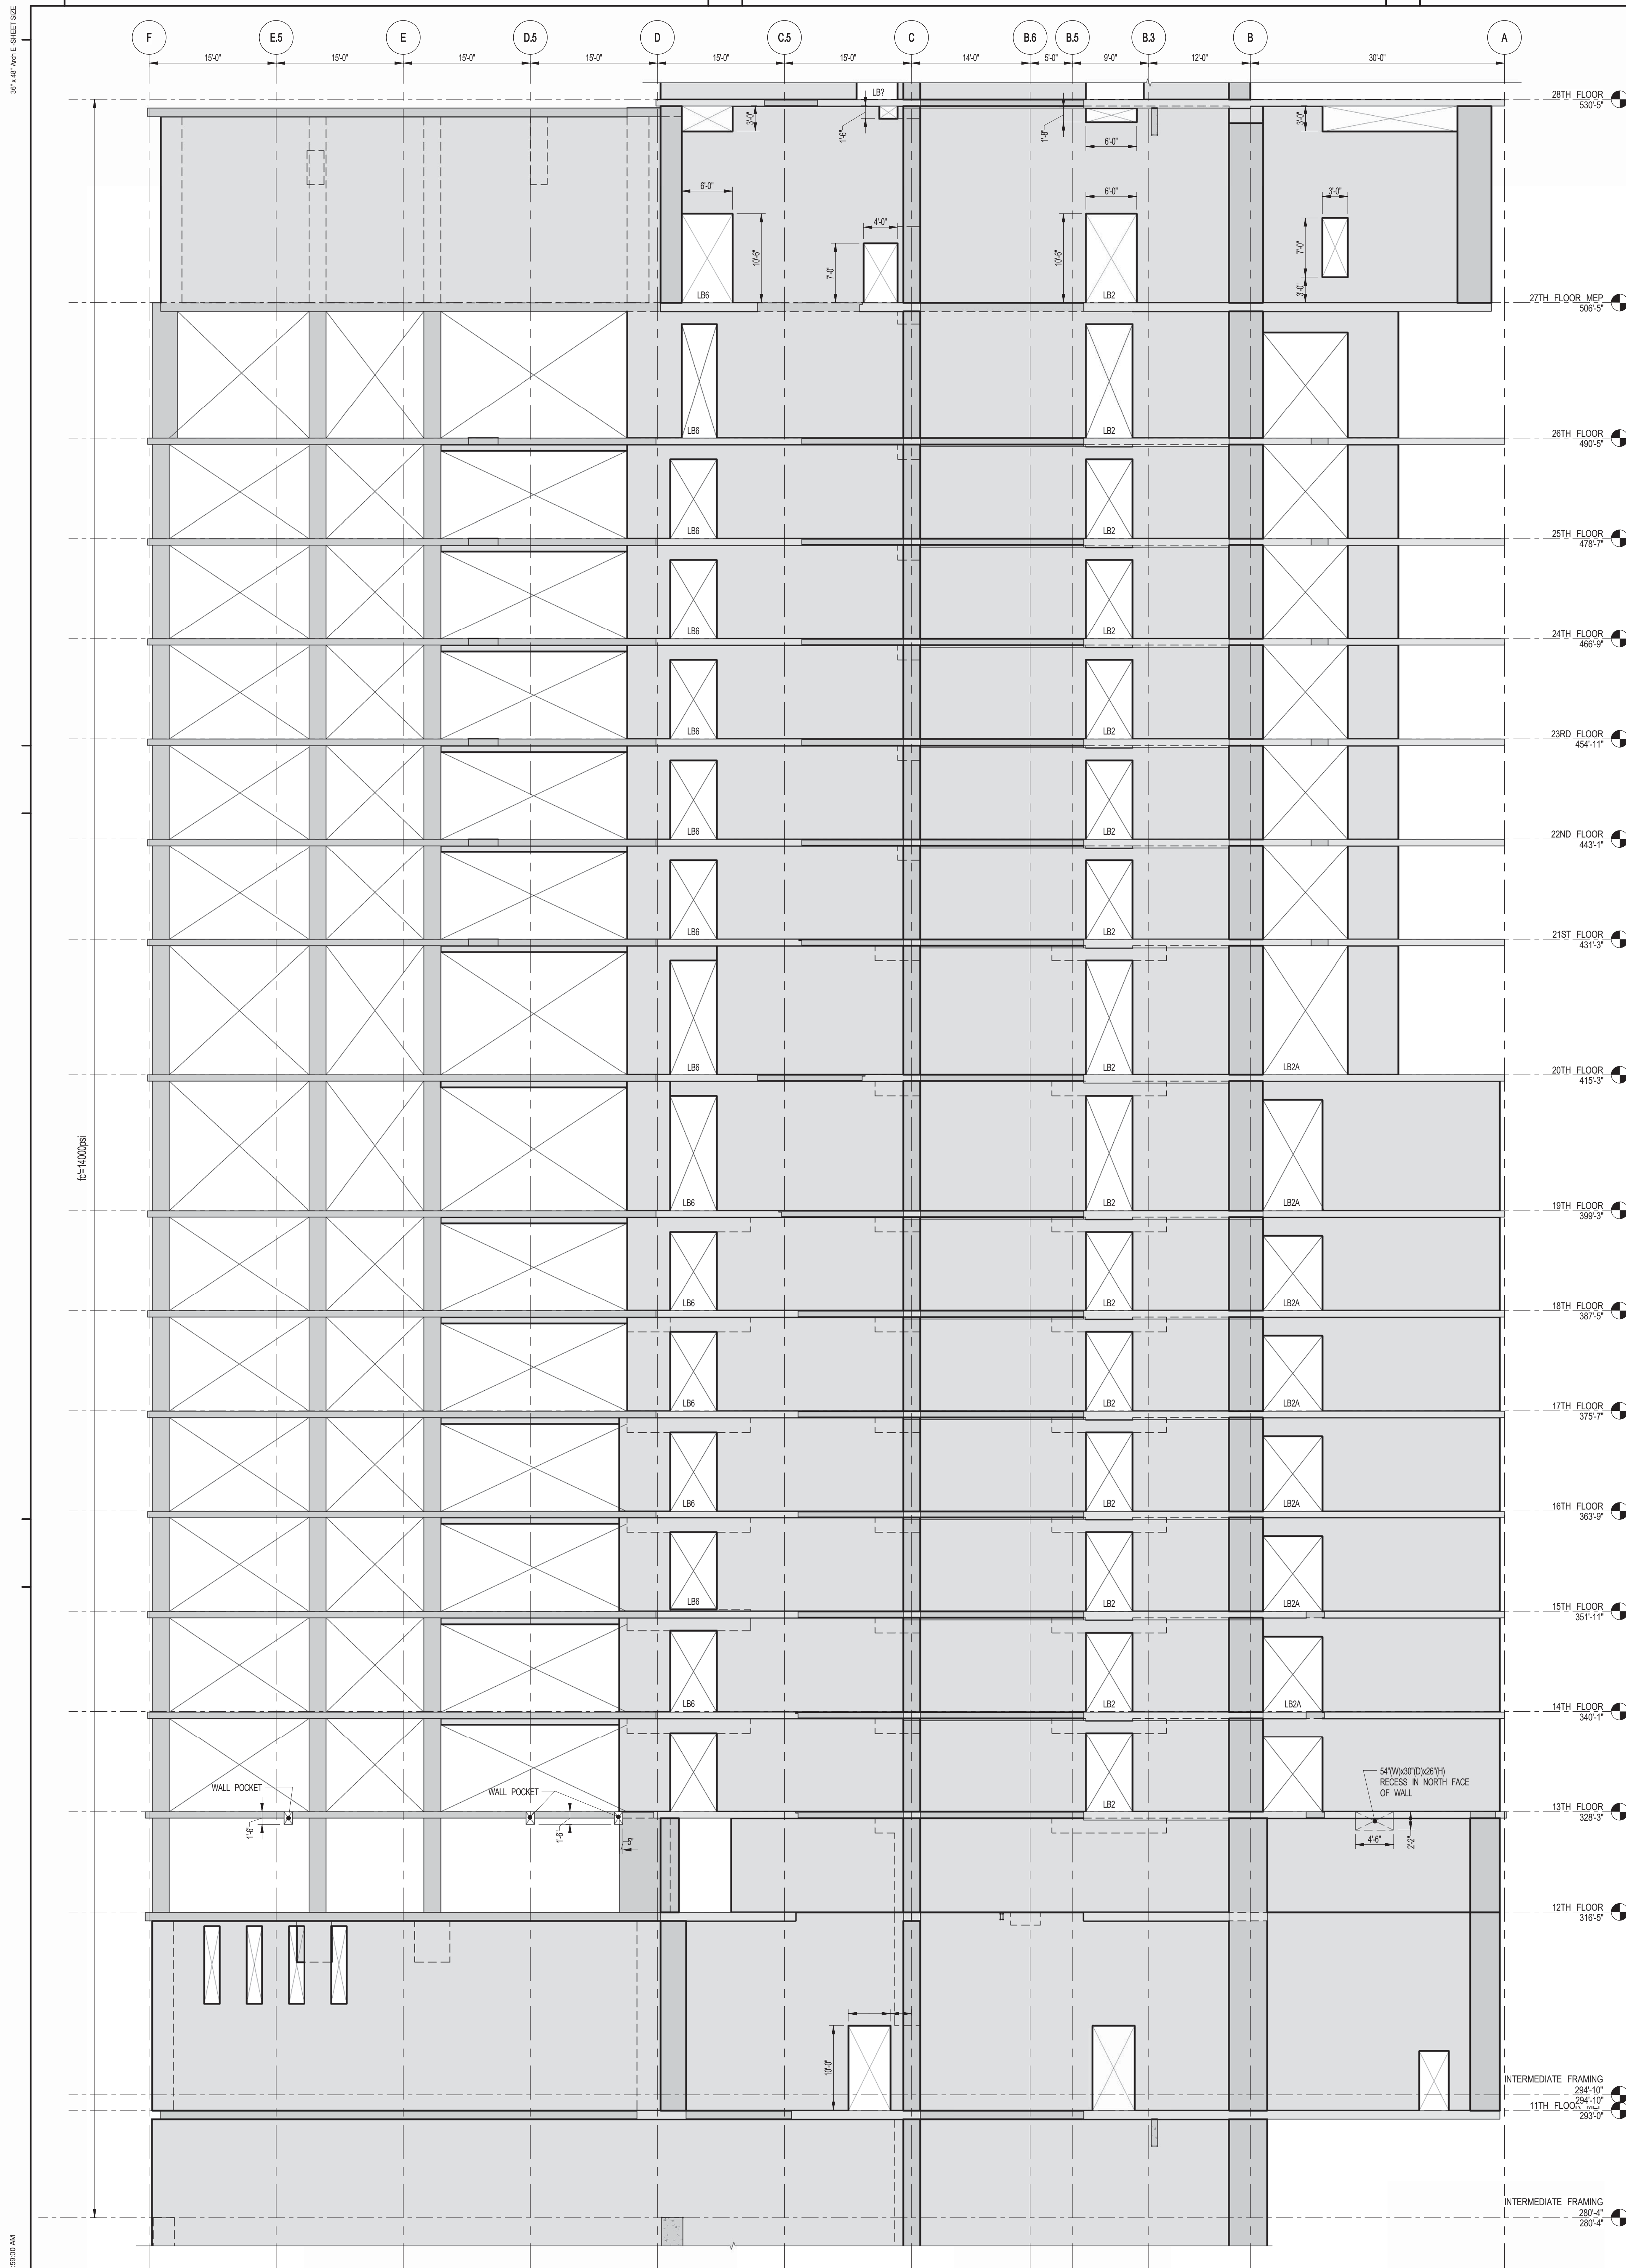 36" x 48" Arch E -SHEET SIZE
F E.5 E D.5 D C.5 C B.6 B.5 B.3 B A
15'-0" 15'-0" 15'-0" 15'-0" 15'-0" 15'-0" 14'-0" 5'-0" 9'-0" 12'-0" 30'-0"
LB?
28TH FLOOR
530'-5"
3'-0" 1'-6" 1'-8" 3'-0"
6'-0"
6'-0" 6'-0" 3'-0"
4'-0"
10'-6" 7'-0" 10'-6" 7'-0"
3'-0"
LB6 LB2
27TH FLOOR MEP
506'-5"
LB6 LB2
26TH FLOOR
490'-5"
LB6 LB2
25TH FLOOR
478'-7"
LB6 LB2
24TH FLOOR
466'-9"
LB6 LB2
23RD FLOOR
454'-11"
LB6 LB2
22ND FLOOR
443'-1"
LB6 LB2
21ST FLOOR
431'-3"
LB6 LB2 LB2A
20TH FLOOR
415'-3"
fc'=14000psi
LB6 LB2 LB2A
19TH FLOOR
399'-3"
LB6 LB2 LB2A
18TH FLOOR
387'-5"
LB6 LB2 LB2A
17TH FLOOR
375'-7"
LB6 LB2 LB2A
16TH FLOOR
363'-9"
LB6 LB2 LB2A
15TH FLOOR
351'-11"
LB6 LB2 LB2A
14TH FLOOR
340'-1"
WALL POCKET WALL POCKET
54"(W)x30"(D)x26"(H)
RECESS IN NORTH FACE
OF WALL
LB2
13TH FLOOR
328'-3"
1'-6" 1'-6" 4'-6" 2'-2"
12TH FLOOR
316'-5"
10'-0"
INTERMEDIATE FRAMING
294'-10"
294'-10"
11TH FLOOR
293'-0"
INTERMEDIATE FRAMING
280'-4"
280'-4"
:59:00 AM